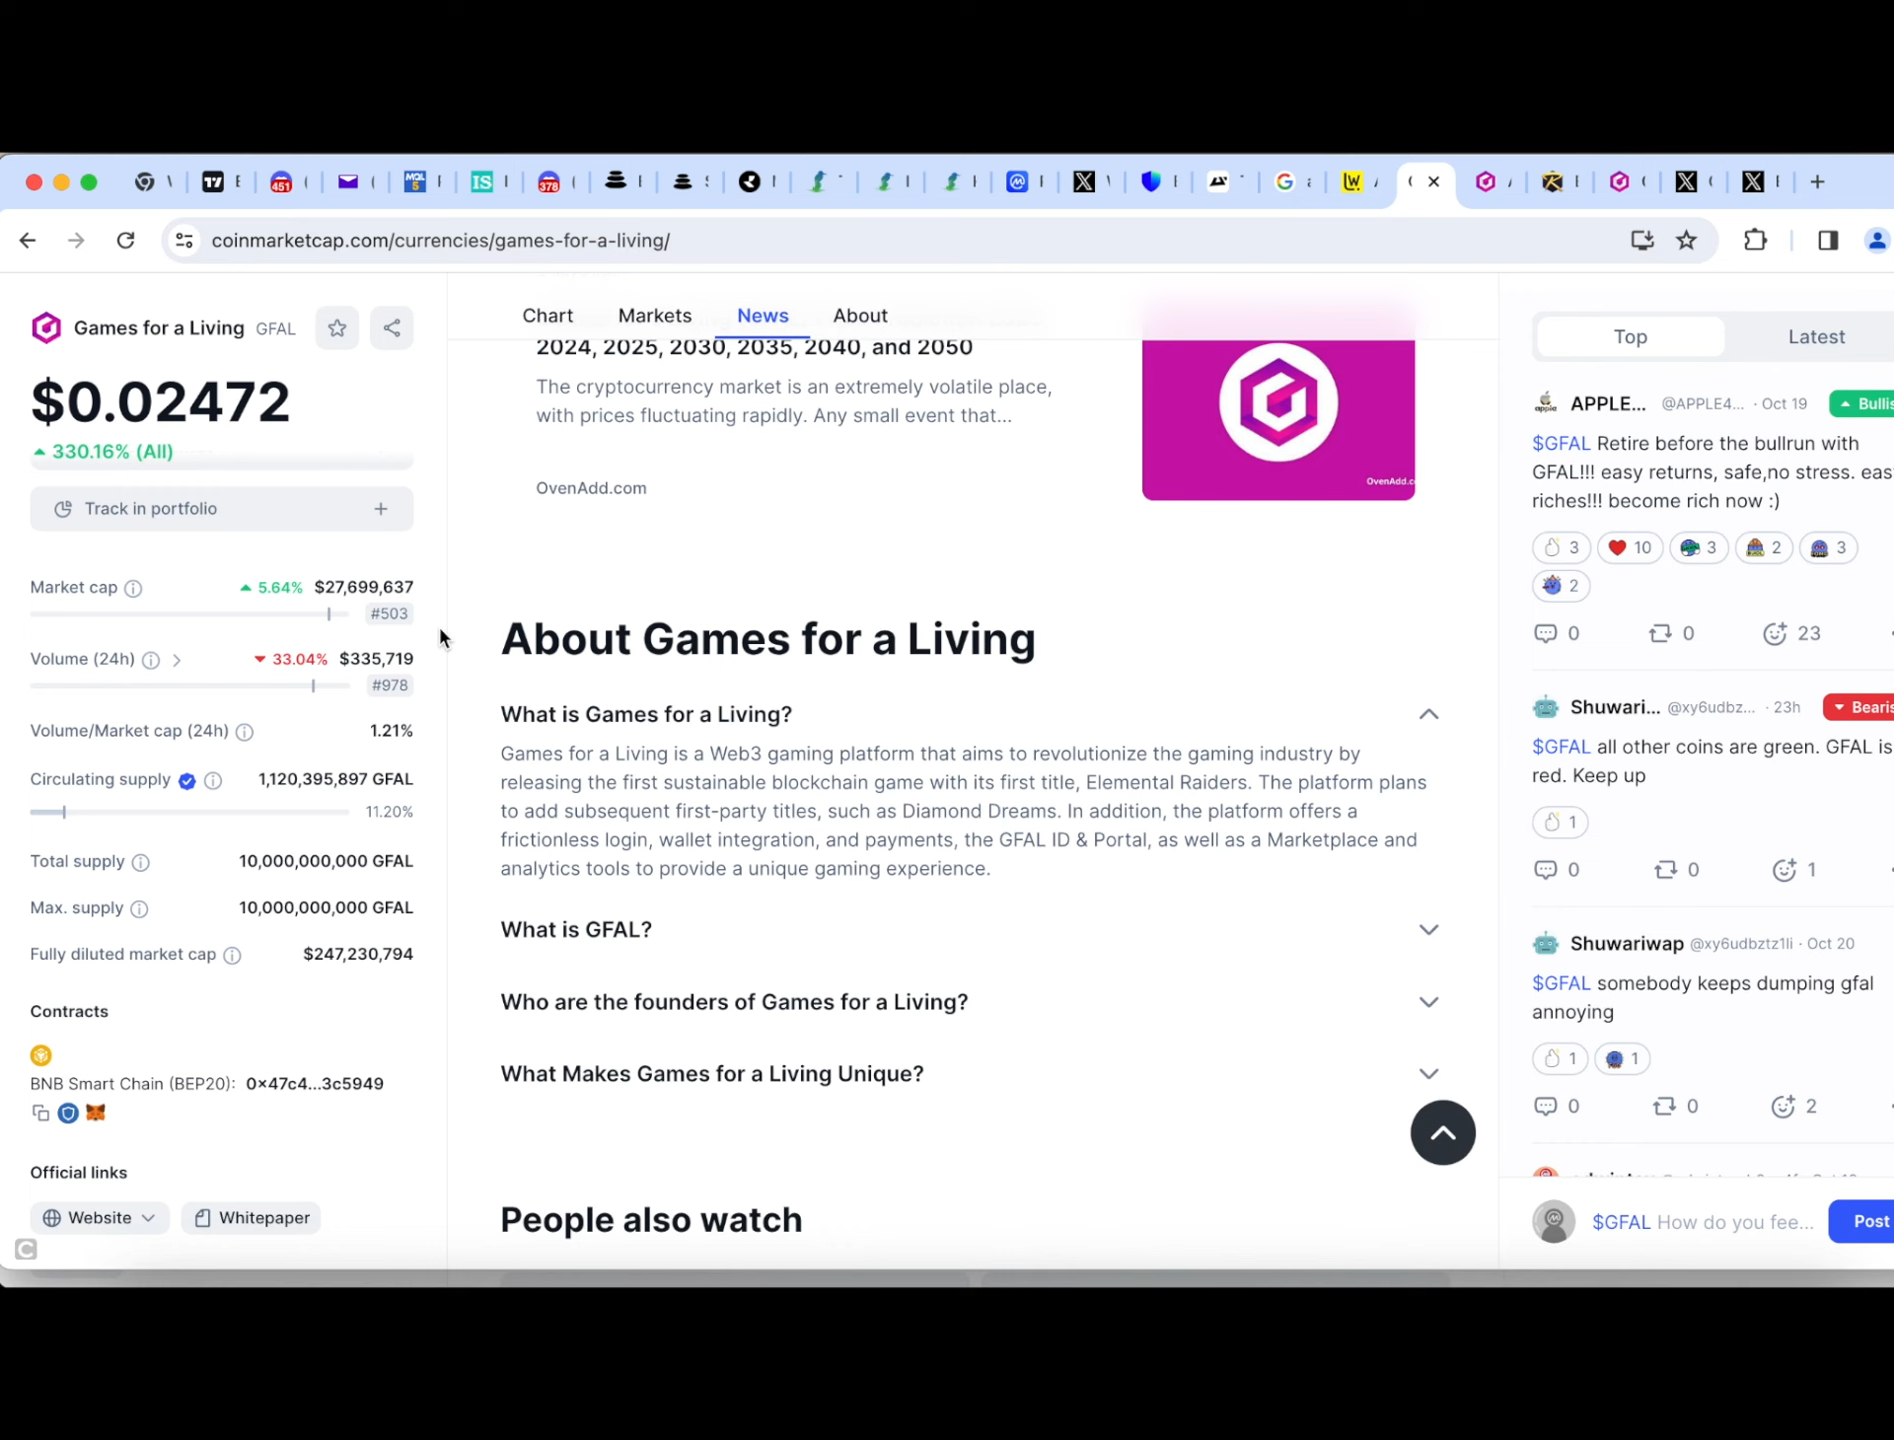 451
MQL
5
IS
378
W.
coinmarketcap.com/currencies/games-for-a-living/
Games for a Living GFAL
$0.02472
330.16% (All)
Track in portfolio +
Market cap 5.64% $27,699,637
#503
Volume (24h) 33.04% $335,719
#978
Volume/Market cap (24h) 1.21%
Circulating supply 1,120,395,897 GFAL
11.20%
Total supply 10,000,000,000 GFAL
Max. supply 10,000,000,000 GFAL
Fully diluted market cap $247,230,794
Contracts
BNB Smart Chain (BEP20): 0x47c4...3c5949
Official links
Website Whitepaper
C
Chart Markets News About
2024, 2025, 2030, 2035, 2040, and 2050
The cryptocurrency market is an extremely volatile place,
with prices fluctuating rapidly. Any small event that...
OvenAdd.com
OvenAdd.c
About Games for a Living
What is Games for a Living?
Games for a Living is a Web3 gaming platform that aims to revolutionize the gaming industry by
releasing the first sustainable blockchain game with its first title, Elemental Raiders. The platform plans
to add subsequent first-party titles, such as Diamond Dreams. In addition, the platform offers a
frictionless login, wallet integration, and payments, the GFAL ID & Portal, as well as a Marketplace and
analytics tools to provide a unique gaming experience.
What is GFAL?
Who are the founders of Games for a Living?
What Makes Games for a Living Unique?
People also watch
Top Latest
APPLE... @APPLE4... · Oct 19 Bullis
$GFAL Retire before the bullrun with
GFAL!!! easy returns, safe,no stress. eas
riches!!! become rich now :)
3 10 3 2 3
2
0 0 23
Shuwari... @xy6udbz... · 23h Bearis
$GFAL all other coins are green. GFAL is
red. Keep up
1
0 0 1
Shuwariwap @xy6udbztz1li · Oct 20
$GFAL somebody keeps dumping gfal
annoying
1 1
0 0 2
$GFAL How do you fee... Post